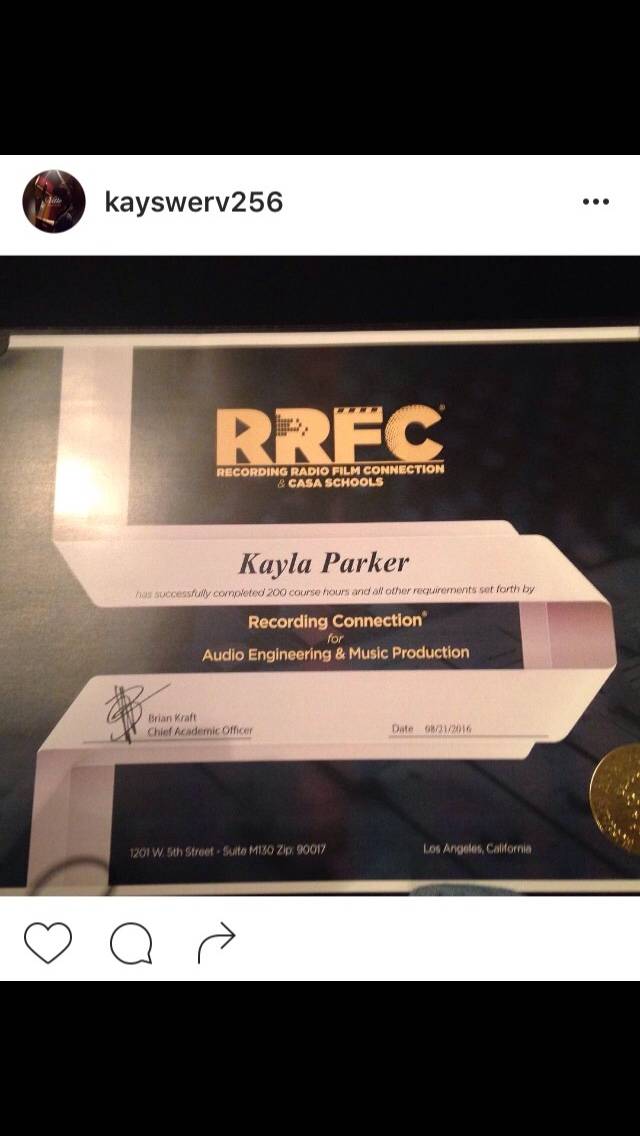 kayswerv256
RRFC®
RECORDING RADIO FILM CONNECTION
& CASA SCHOOLS
Kayla Parker
has successfully completed 200 course hours and all other requirements set forth by
Recording Connection®
for
Audio Engineering & Music Production
Brian Kraft
Chief Academic Officer
Date 08/21/2016
1201 W. 5th Street - Suite M130 Zip: 90017
Los Angeles, California